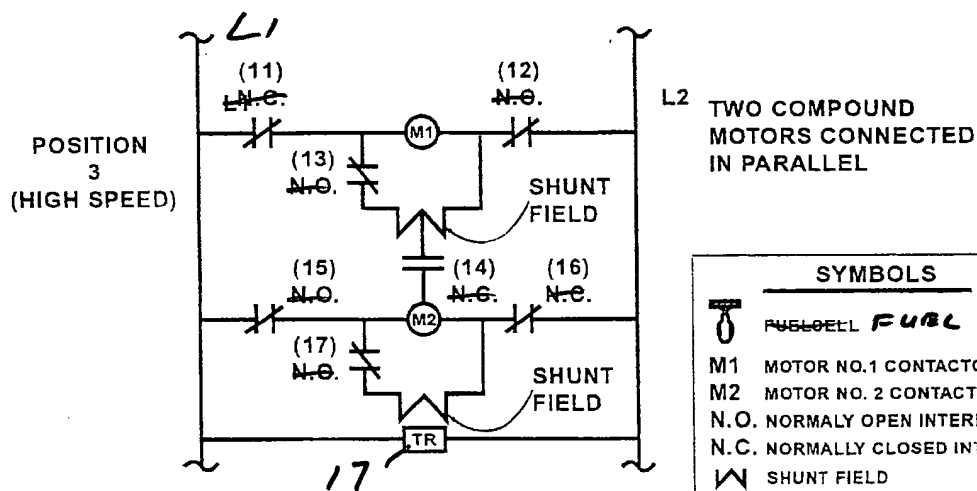 L1
(11)
N.C.
(12)
N.O.
L2
TWO COMPOUND
MOTORS CONNECTED
IN PARALLEL
POSITION
3
(HIGH SPEED)
M1
(13)
N.O.
SHUNT
FIELD
(15)
N.O.
(14)
N.C.
(16)
N.C.
M2
(17)
N.O.
SHUNT
FIELD
TR
17
SYMBOLS
FUEL
M1 MOTOR NO.1 CONTACTO
M2 MOTOR NO. 2 CONTACT
N.O. NORMALY OPEN INTER
N.C. NORMALLY CLOSED INT
SHUNT FIELD